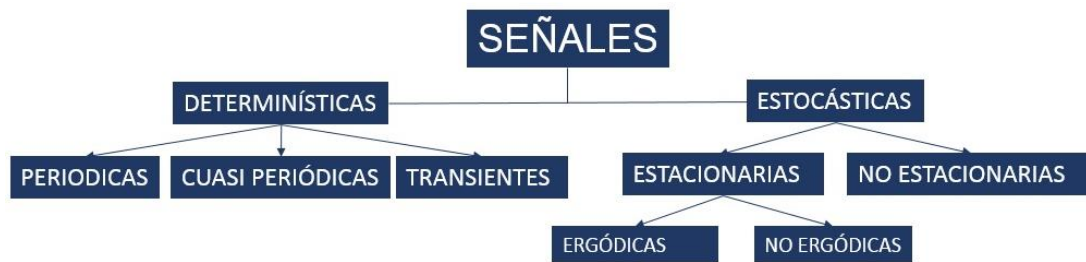 SEÑALES
DETERMINÍSTICAS
ESTOCÁSTICAS
PERIODICAS
CUASI PERIÓDICAS
TRANSIENTES
ESTACIONARIAS
NO ESTACIONARIAS
ERGÓDICAS
NO ERGÓDICAS